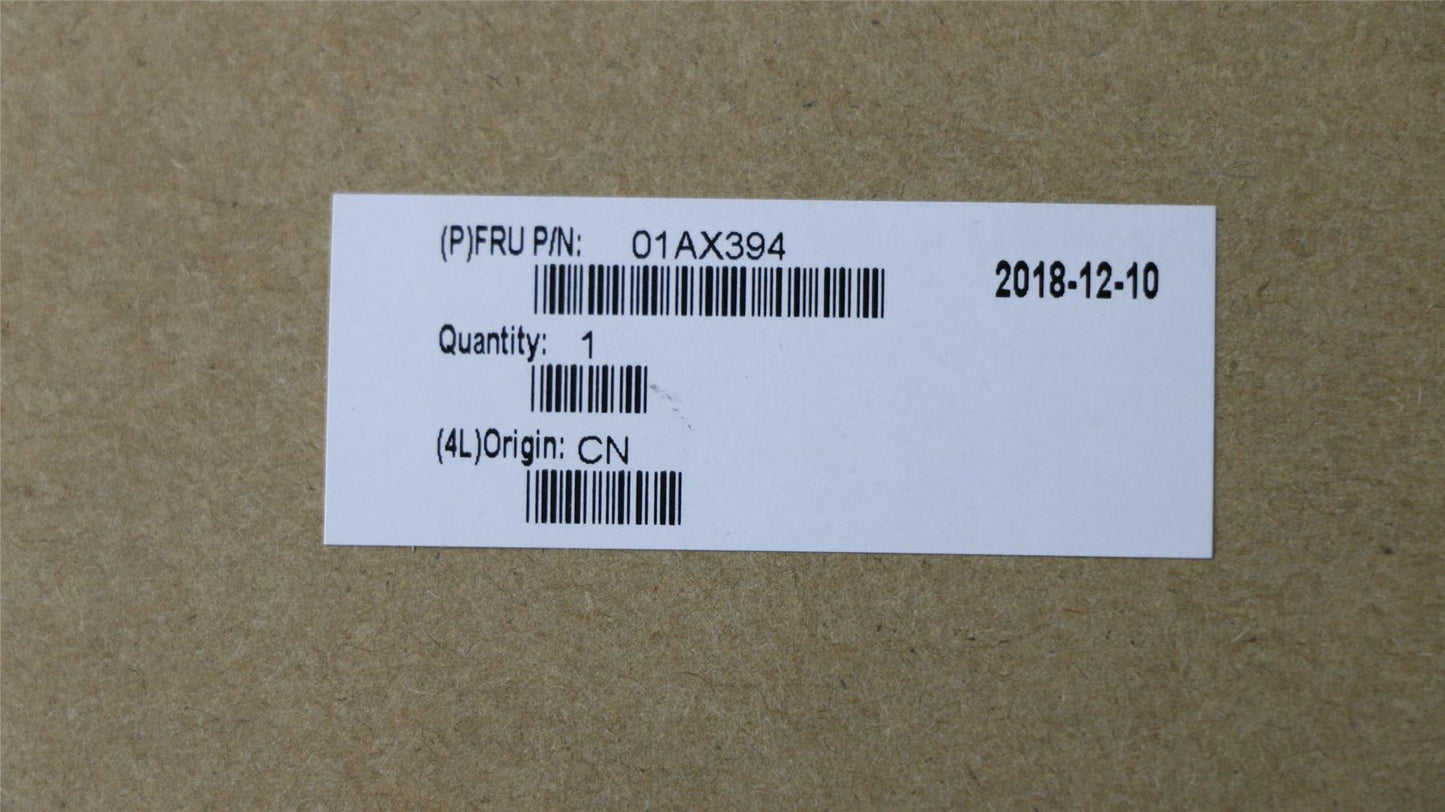 (P)FRU P/N: 01AX394
2018-12-10
Quantity: 1
(4L)Origin: CN